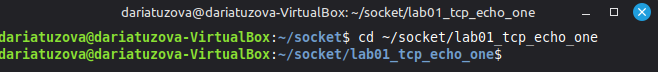 dariatuzova@dariatuzova-VirtualBox: ~/socket/lab01_tcp_echo_one
dariatuzova@dariatuzova-VirtualBox:~/socket$ cd ~/socket/lab01_tcp_echo_one
dariatuzova@dariatuzova-VirtualBox:~/socket/lab01_tcp_echo_one$